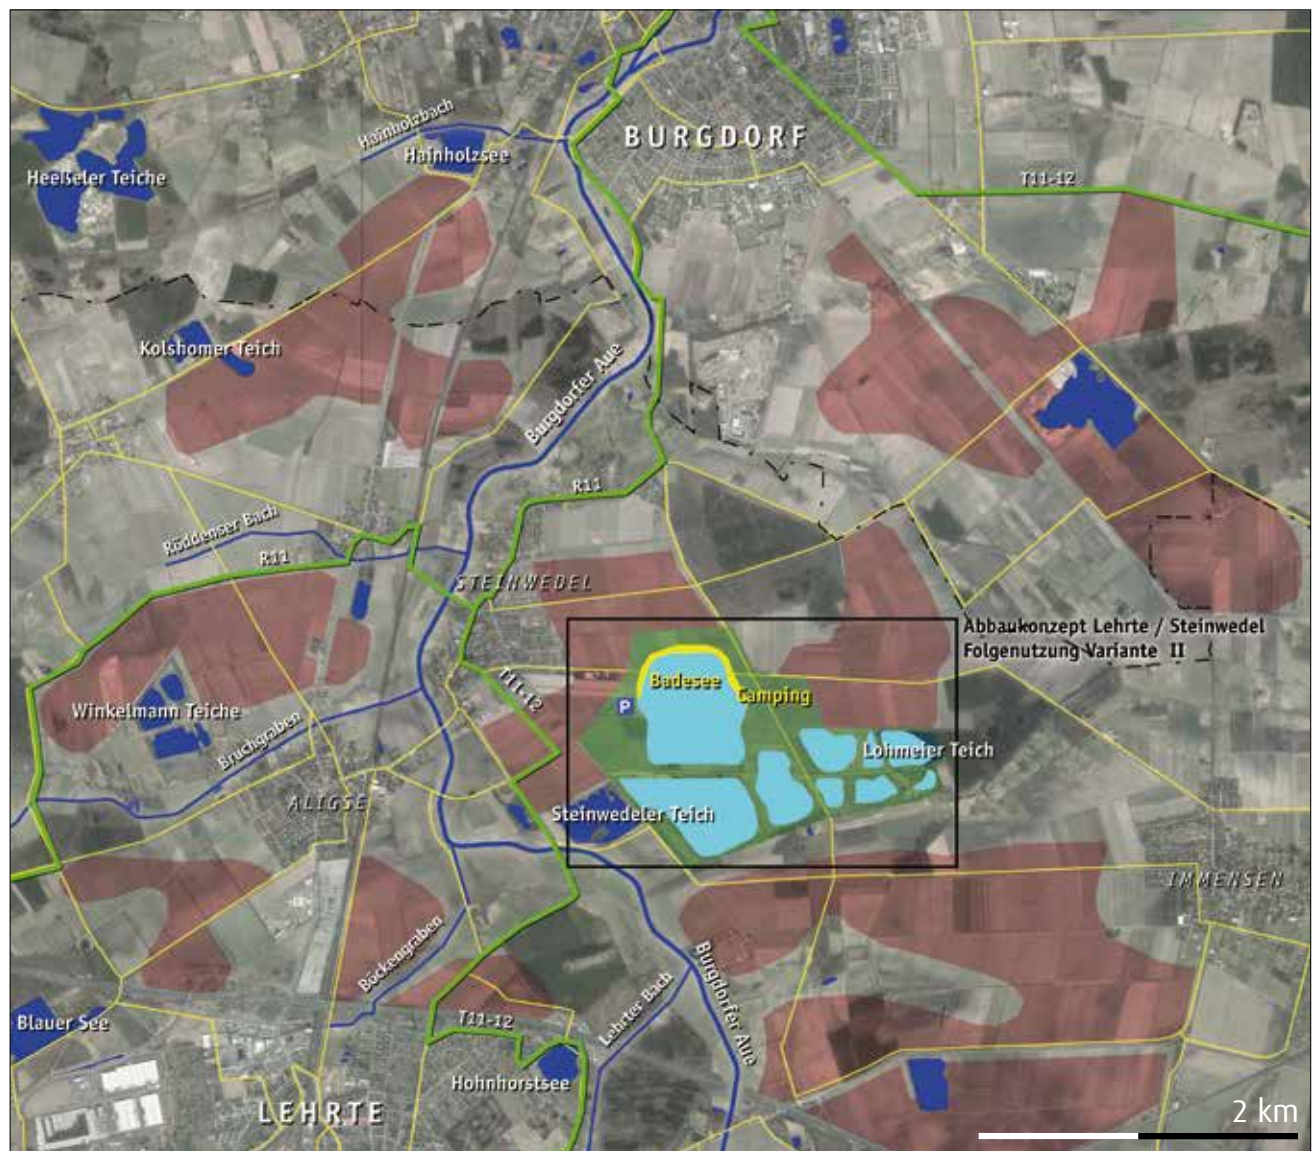 BURGDORF
Hainholzbach
Hainholzsee
Heeßeler Teiche
T11-12
Kolshorner Teich
Burgdorfer Aue
R11
Röddenser Bach
R11
STEINWEDEL
Abbaukonzept Lehrte / Steinwedel
Folgenutzung Variante II
Badesee
Camping
P
T11-12
Winkelmann Teiche
Bruchgraben
Lohmeier Teich
ALIGSE
Steinwedeler Teich
IMMENSEN
Böckengraben
Burgdorfer Aue
Lehrter Bach
Blauer See
T11-12
Hohnhorstsee
LEHRTE
2 km